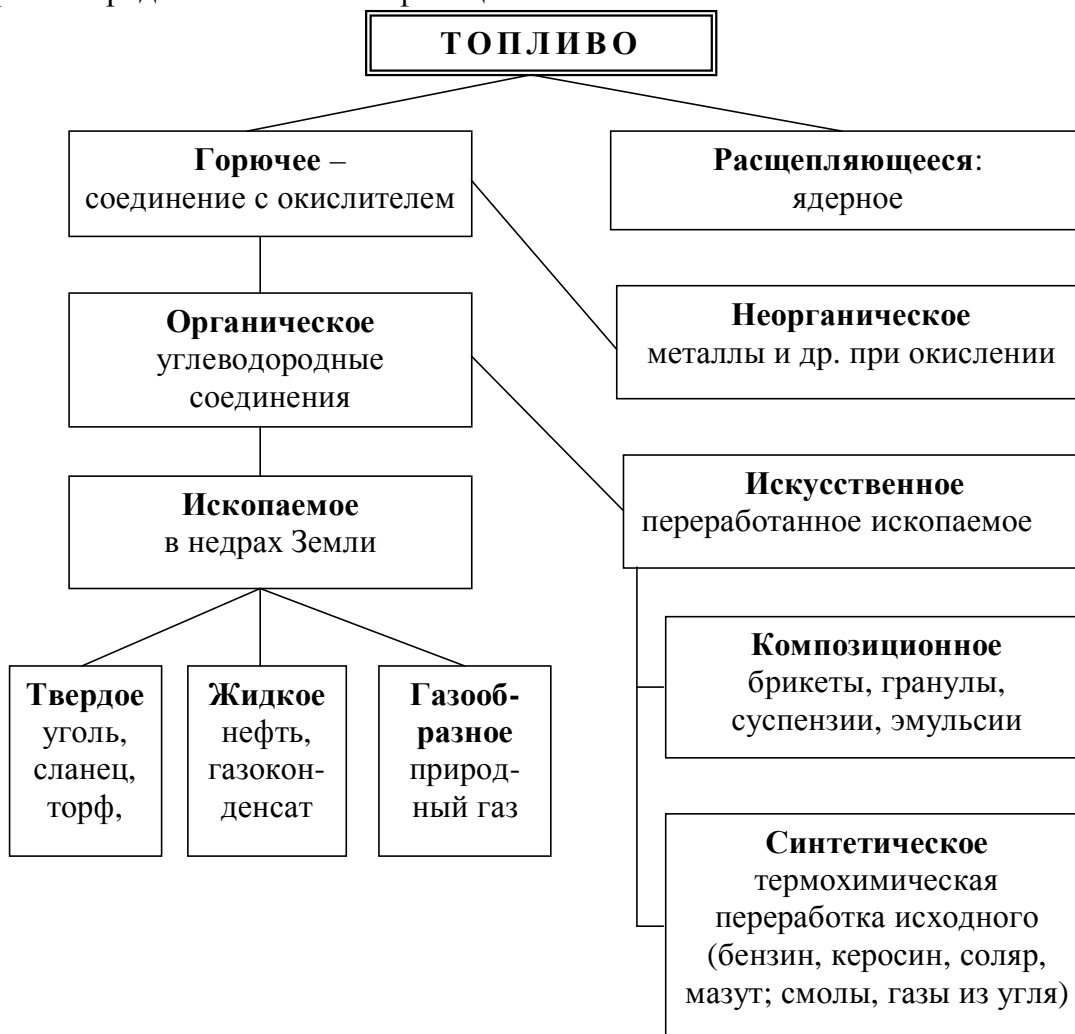 ТОПЛИВО
Горючее –
соединение с окислителем
Расщепляющееся:
ядерное
Органическое
углеводородные
соединения
Неорганическое
металлы и др. при окислении
Ископаемое
в недрах Земли
Искусственное
переработанное ископаемое
Твердое
уголь,
сланец,
торф,
Жидкое
нефть,
газокон-
денсат
Газооб-
разное
природ-
ный газ
Композиционное
брикеты, гранулы,
суспензии, эмульсии
Синтетическое
термохимическая
переработка исходного
(бензин, керосин, соляр,
мазут; смолы, газы из угля)